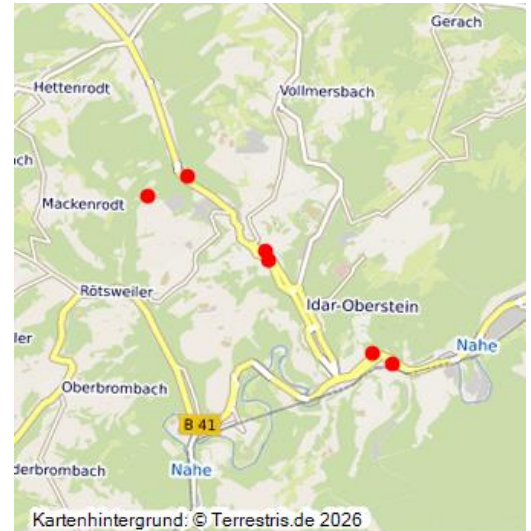 Gerach
Hettenrodt
Vollmersbach
ch
Mackenrodt
Rötsweiler
Idar-Oberstein
ler
Nahe
Oberbrombach
B 41
derbrombach
Nahe
Kartenhintergrund: © Terrestris.de 2026